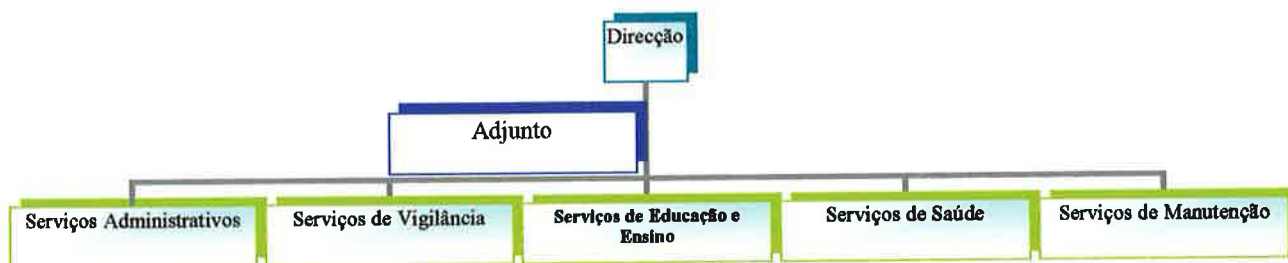 Direcção
Adjunto
Serviços Administrativos
Serviços de Vigilância
Serviços de Educação e
Ensino
Serviços de Saúde
Serviços de Manutenção